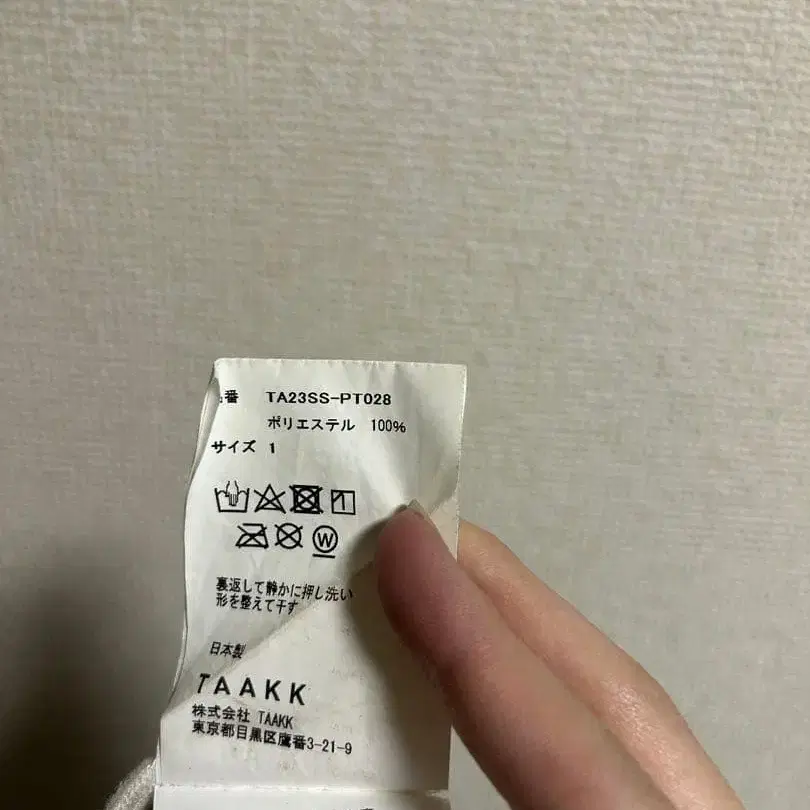 番 TA23SS-PT028
ポリエステル 100%
サイズ 1
W
裏返して静かに押し洗い
形を整えて干す
日本製
TAAKK
株式会社 TAAKK
東京都目黒区鷹番3-21-9